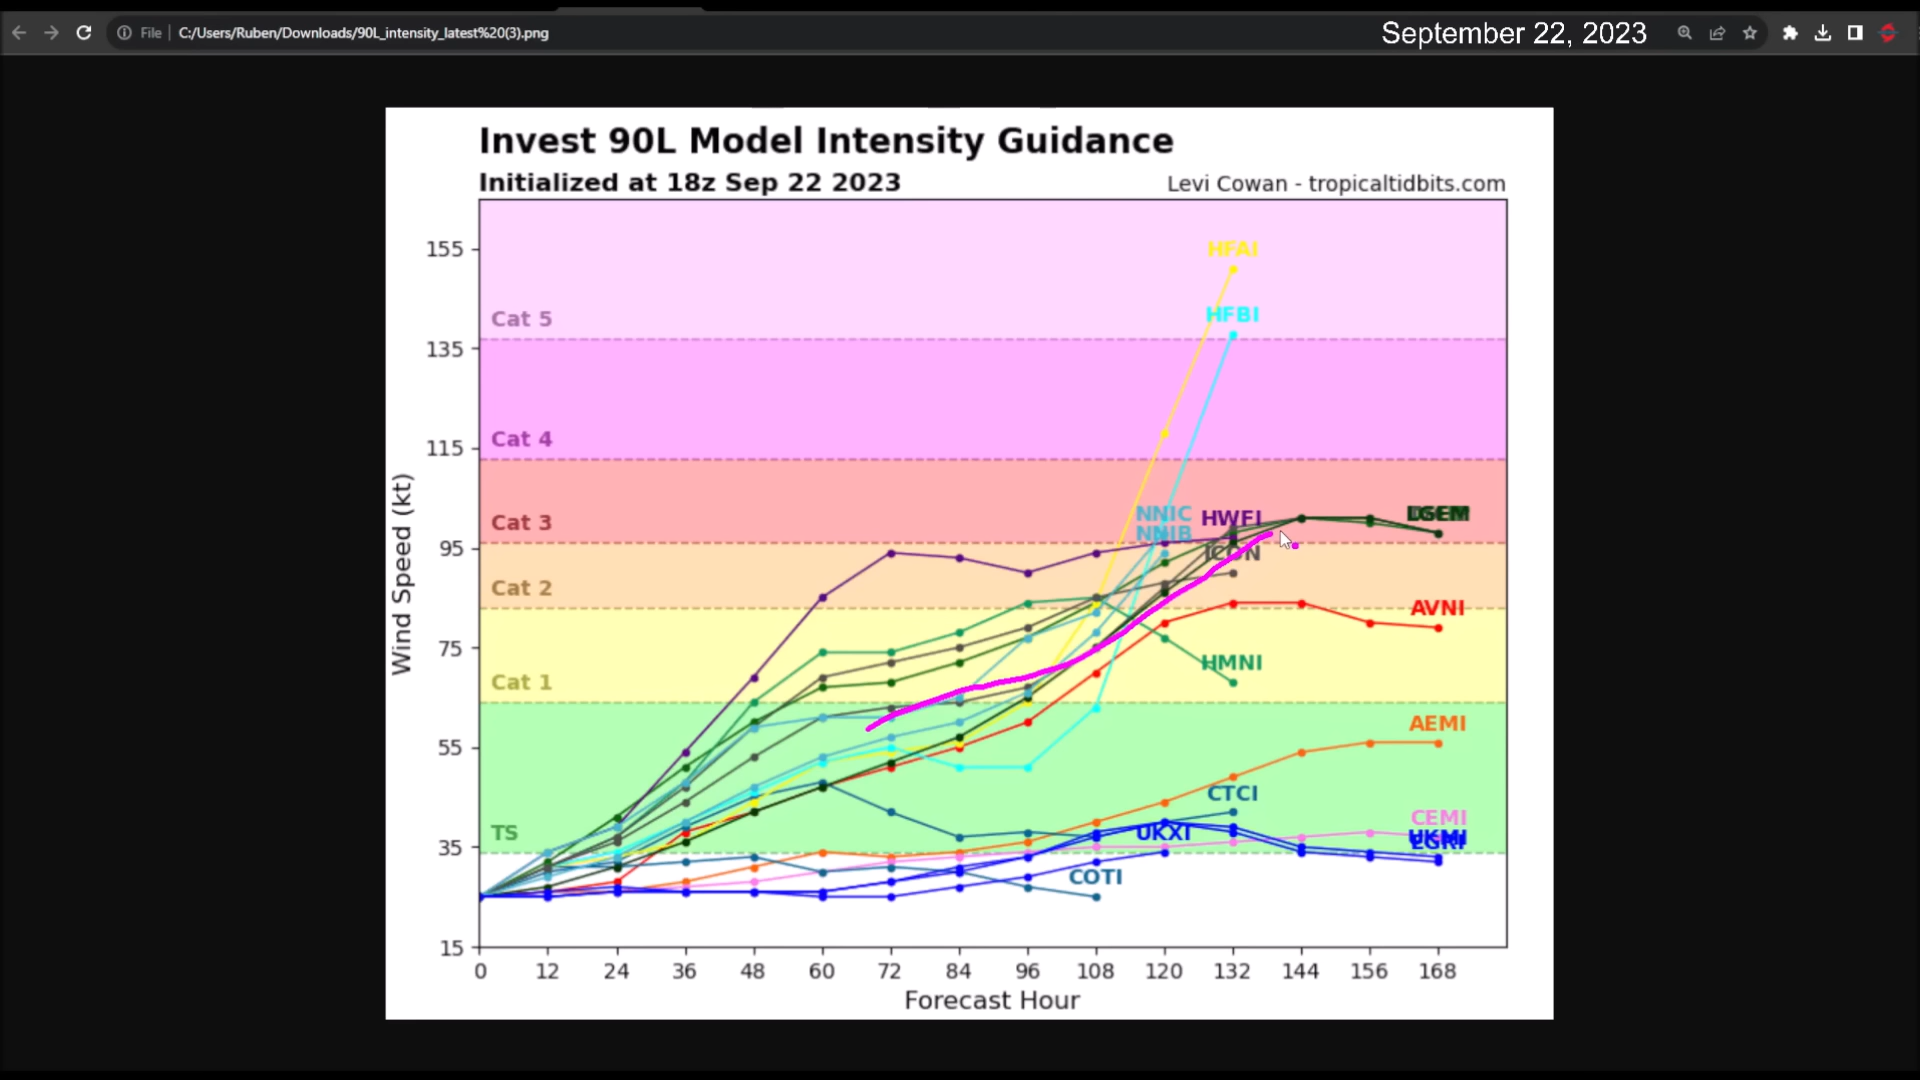 File C:/Users/Ruben/Downloads/90L_intensity_latest%20(3).png
September 22, 2023
Invest 90L Model Intensity Guidance
Initialized at 18z Sep 22 2023
Levi Cowan - tropicaltidbits.com
155
HFAI
Cat 5
HFBI
135
Cat 4
115
Cat 3
NNIC
HWFI
LGEM
NNIB
95
ICON
Cat 2
AVNI
75
HMNI
Cat 1
AEMI
55
CTCI
CEMI
TS
UKXI
UKMI
35
EGRI
COTI
15
0 12 24 36 48 60 72 84 96 108 120 132 144 156 168
Forecast Hour
Wind Speed (kt)